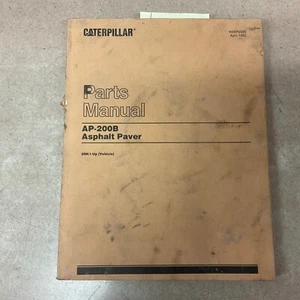 CATERPILLAR
Parts
Manual
AP-200B
Asphalt Paver